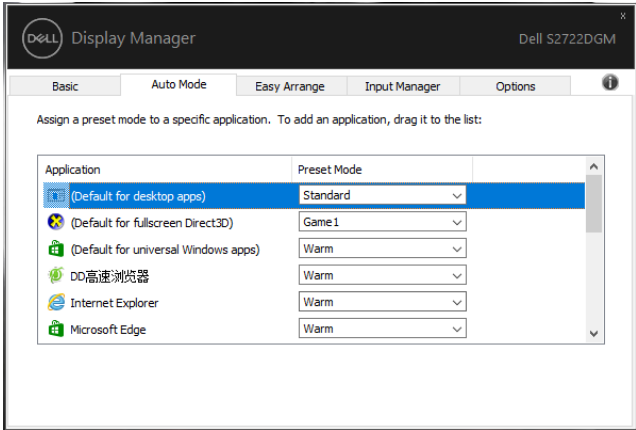 DELL Display Manager Dell S2722DGM x
Basic Auto Mode Easy Arrange Input Manager Options i
Assign a preset mode to a specific application. To add an application, drag it to the list:
Application Preset Mode
(Default for desktop apps) Standard
(Default for fullscreen Direct3D) Game1
(Default for universal Windows apps) Warm
DD高速浏览器 Warm
Internet Explorer Warm
Microsoft Edge Warm